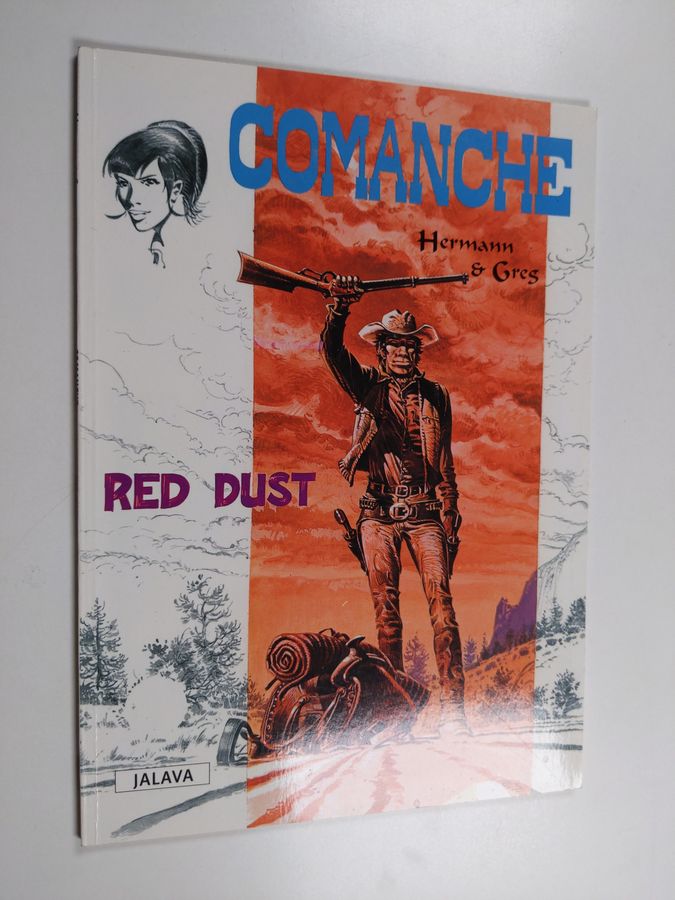 COMANCHE
Hermann
& Greg
RED DUST
JALAVA